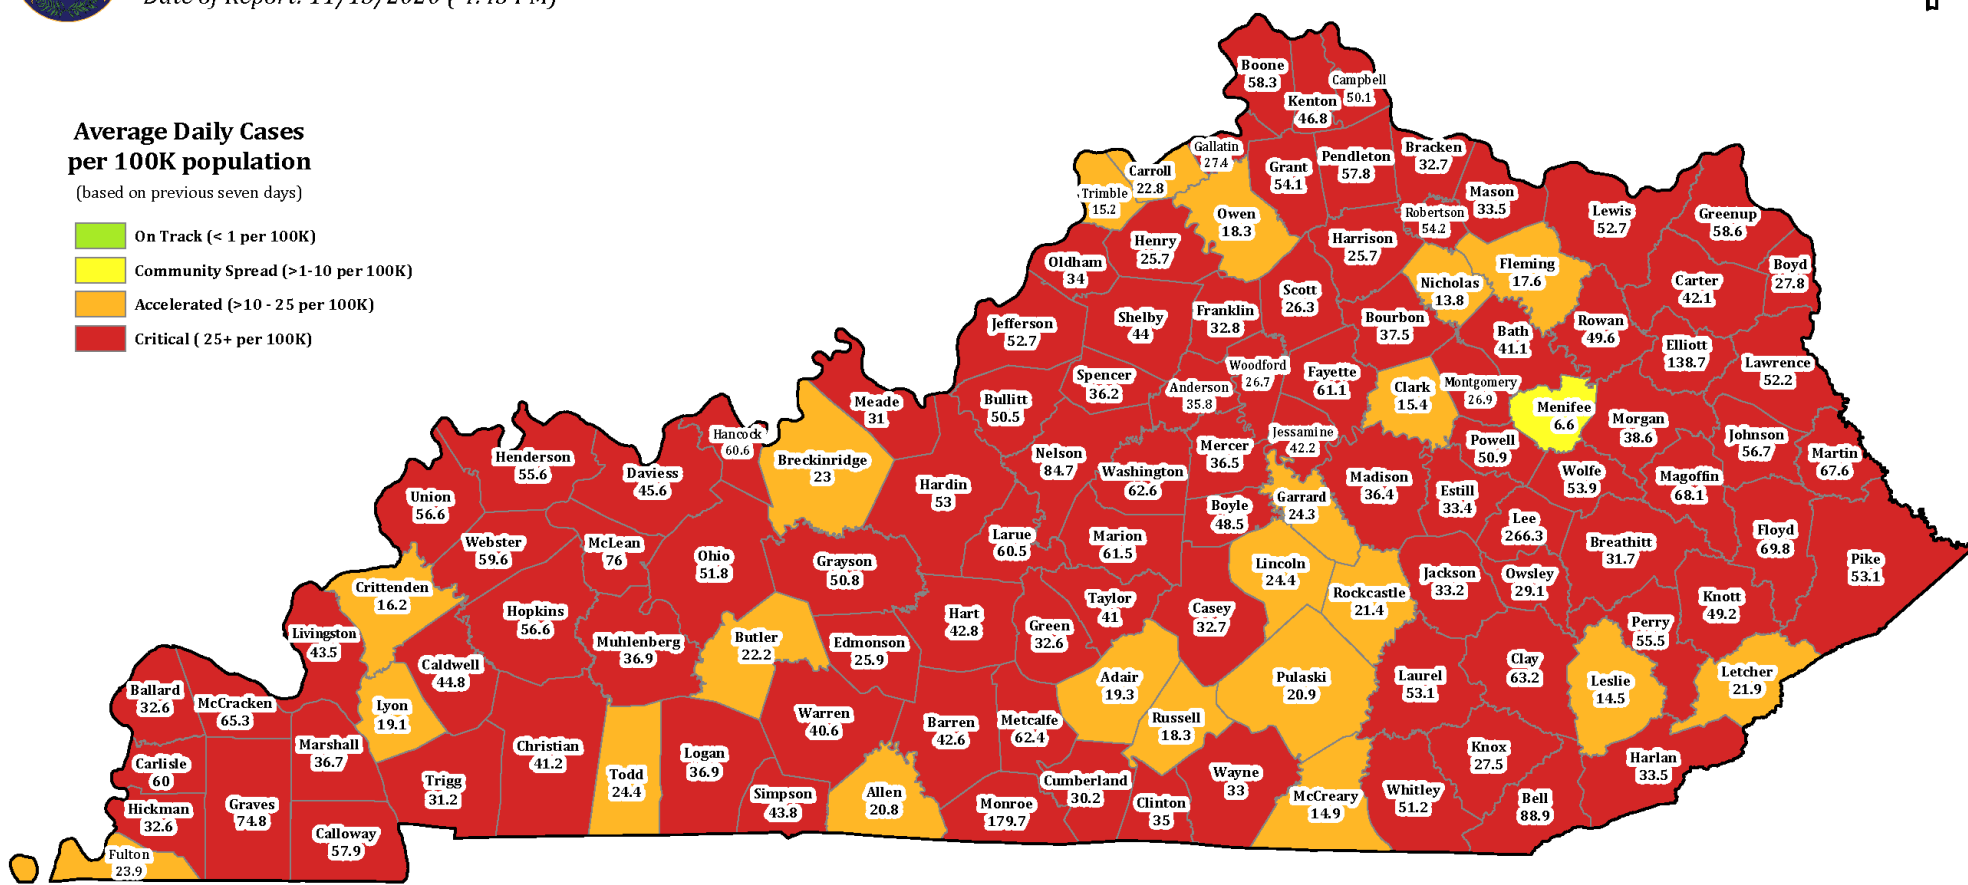 Average Daily Cases
per 100K population
(based on previous seven days)
On Track (< 1 per 100K)
Community Spread (>1-10 per 100K)
Accelerated (>10 - 25 per 100K)
Critical ( 25+ per 100K)
Boone
58.3
Campbell
50.1
Kenton
46.8
Gallatin
27.4
Carroll
22.8
Trimble
15.2
Grant
54.1
Pendleton
57.8
Bracken
32.7
Mason
33.5
Robertson
54.2
Lewis
52.7
Greenup
58.6
Owen
18.3
Henry
25.7
Oldham
34
Harrison
25.7
Nicholas
13.8
Fleming
17.6
Carter
42.1
Boyd
27.8
Scott
26.3
Franklin
32.8
Shelby
44
Jefferson
52.7
Bourbon
37.5
Bath
41.1
Rowan
49.6
Elliott
138.7
Lawrence
52.2
Spencer
36.2
Anderson
35.8
Woodford
26.7
Fayette
61.1
Clark
15.4
Montgomery
26.9
Menifee
6.6
Morgan
38.6
Johnson
56.7
Martin
67.6
Meade
31
Bullitt
50.5
Hancock
60.6
Breckinridge
23
Hardin
53
Nelson
84.7
Washington
62.6
Mercer
36.5
Jessamine
42.2
Madison
36.4
Powell
50.9
Estill
33.4
Wolfe
53.9
Magoffin
68.1
Henderson
55.6
Daviess
45.6
Union
56.6
Webster
59.6
McLean
76
Ohio
51.8
Grayson
50.8
Larue
60.5
Marion
61.5
Boyle
48.5
Garrard
24.3
Lincoln
24.4
Rockcastle
21.4
Jackson
33.2
Lee
266.3
Owsley
29.1
Breathitt
31.7
Floyd
69.8
Pike
53.1
Knott
49.2
Perry
55.5
Crittenden
16.2
Livingston
43.5
Hopkins
56.6
Muhlenberg
36.9
Butler
22.2
Edmonson
25.9
Hart
42.8
Green
32.6
Taylor
41
Casey
32.7
Caldwell
44.8
Lyon
19.1
Ballard
32.6
McCracken
65.3
Marshall
36.7
Carlisle
60
Hickman
32.6
Graves
74.8
Calloway
57.9
Fulton
23.9
Trigg
31.2
Christian
41.2
Todd
24.4
Logan
36.9
Warren
40.6
Simpson
43.8
Allen
20.8
Barren
42.6
Metcalfe
62.4
Monroe
179.7
Cumberland
30.2
Adair
19.3
Russell
18.3
Clinton
35
Wayne
33
Pulaski
20.9
McCreary
14.9
Laurel
53.1
Whitley
51.2
Clay
63.2
Knox
27.5
Bell
88.9
Leslie
14.5
Harlan
33.5
Letcher
21.9